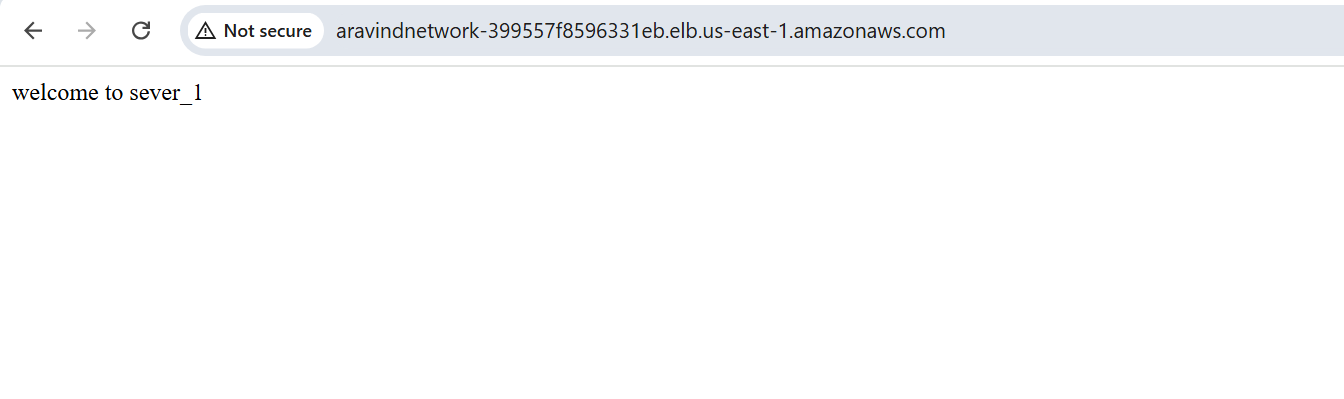 Not secure aravindnetwork-399557f8596331eb.elb.us-east-1.amazonaws.com
welcome to sever_1